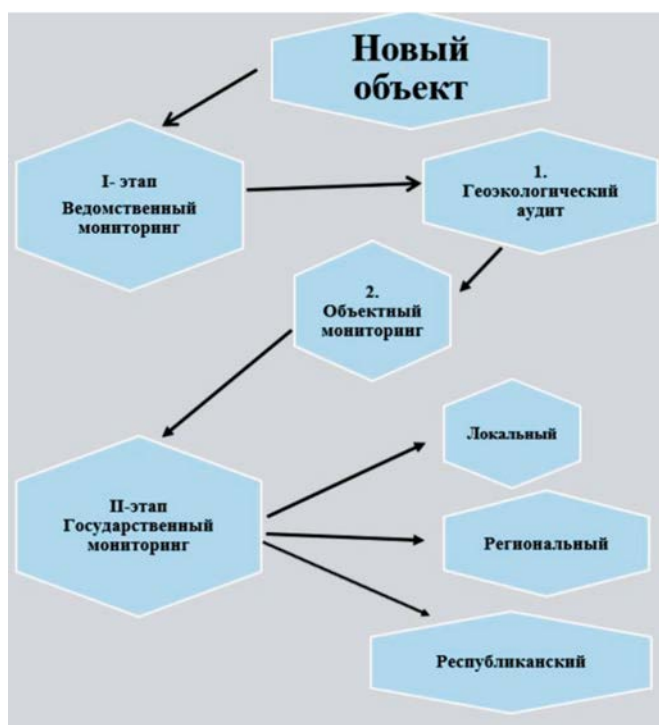 Новый
объект
I- этап
Ведомственный
мониторинг
1.
Геоэкологический
аудит
2.
Объектный
мониторинг
Локальный
II-этап
Государственный
мониторинг
Региональный
Республиканский